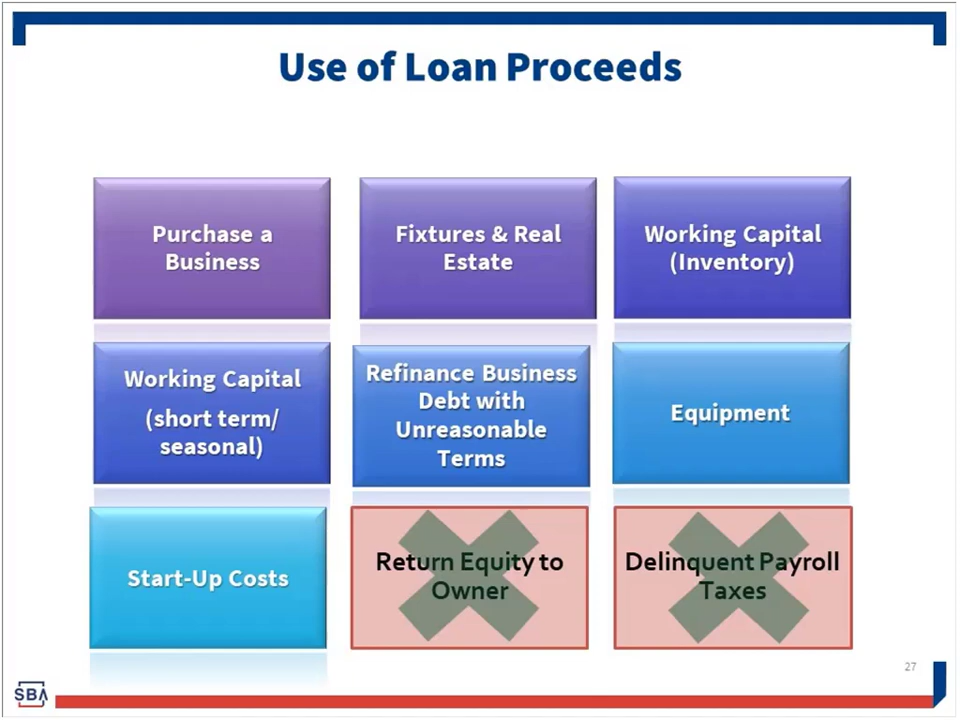 Use of Loan Proceeds
Purchase a
Business
Fixtures & Real
Estate
Working Capital
(Inventory)
Working Capital
(short term/
seasonal)
Refinance Business
Debt with
Unreasonable
Terms
Equipment
Start-Up Costs
Return Equity to
Owner
Delinquent Payroll
Taxes
27
SBA